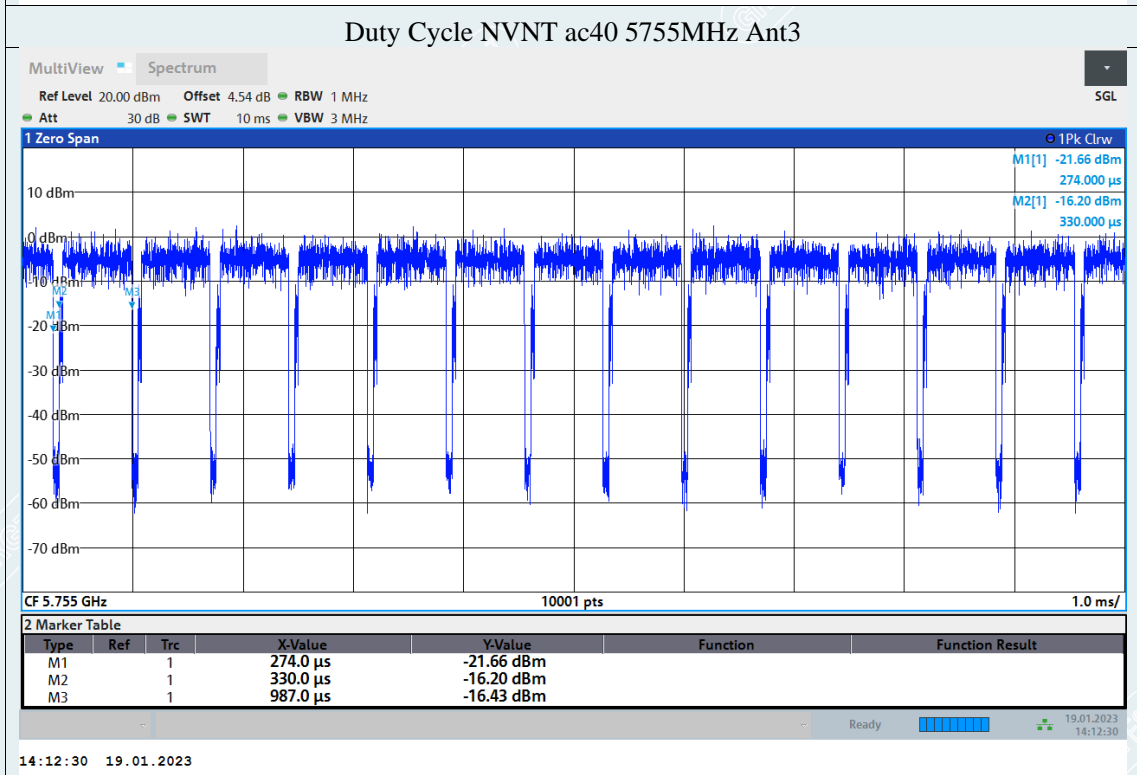 Duty Cycle NVNT ac40 5755MHz Ant3
MultiView Spectrum
Ref Level 20.00 dBm Offset 4.54 dB RBW 1 MHz SGL
Att 30 dB SWT 10 ms VBW 3 MHz
1 Zero Span 1Pk Clrw
M1[1] -21.66 dBm
274.000 µs
10 dBm
M2[1] -16.20 dBm
330.000 µs
0 dBm
-10 dBm
M2 M3
M1
-20 dBm
-30 dBm
-40 dBm
-50 dBm
-60 dBm
-70 dBm
CF 5.755 GHz 10001 pts 1.0 ms/
2 Marker Table
Type Ref Trc X-Value Y-Value Function Function Result
M1 1 274.0 µs -21.66 dBm
M2 1 330.0 µs -16.20 dBm
M3 1 987.0 µs -16.43 dBm
Ready 19.01.2023
14:12:30
14:12:30 19.01.2023